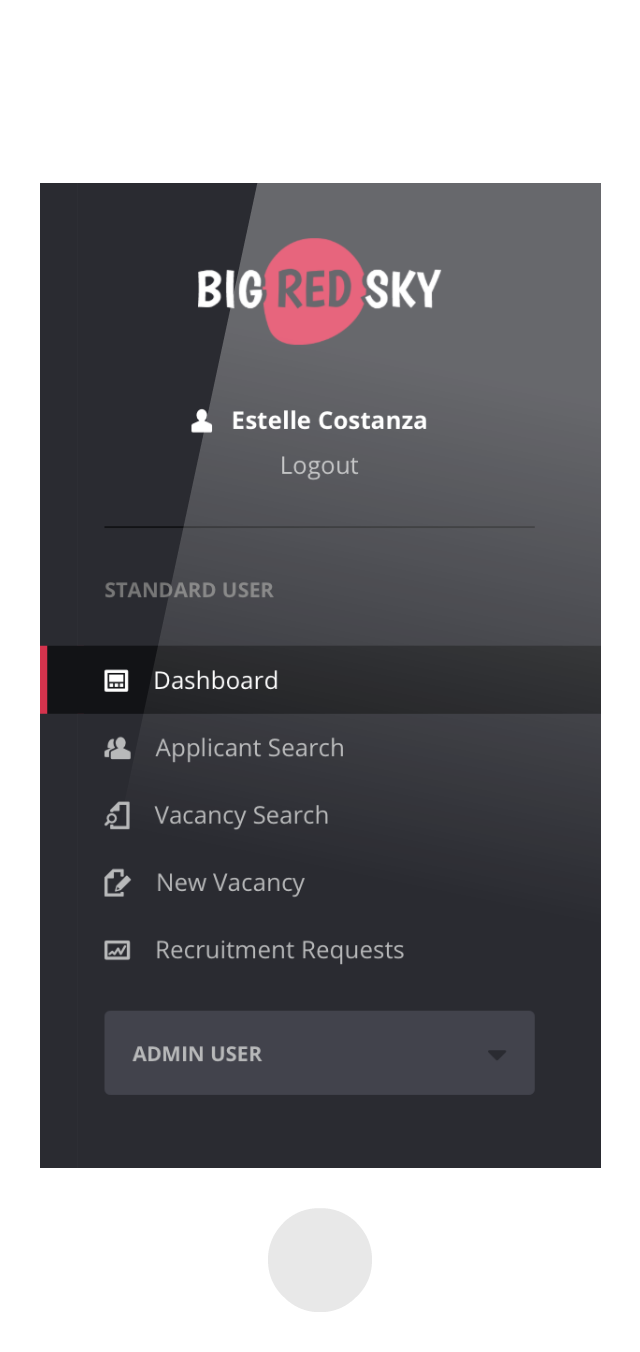 BIG RED SKY
Estelle Costanza
Logout
STANDARD USER
Dashboard
Applicant Search
Vacancy Search
New Vacancy
Recruitment Requests
ADMIN USER